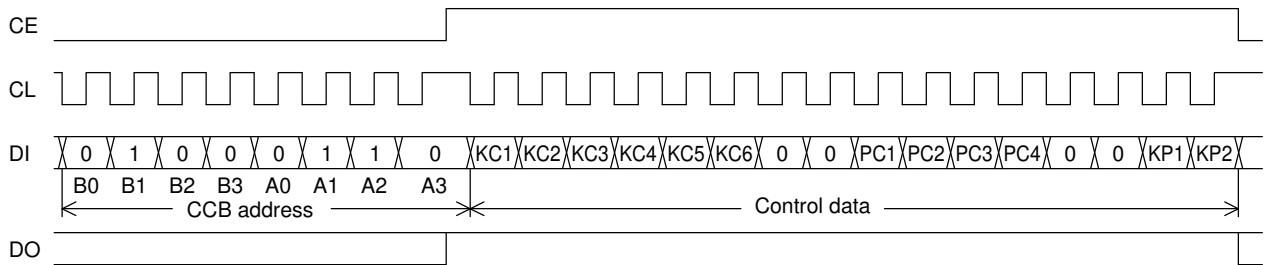 CE
CL
DI 0 1 0 0 0 1 1 0 KC1 KC2 KC3 KC4 KC5 KC6 0 0 PC1 PC2 PC3 PC4 0 0 KP1 KP2
B0 B1 B2 B3 A0 A1 A2 A3
CCB address Control data
DO